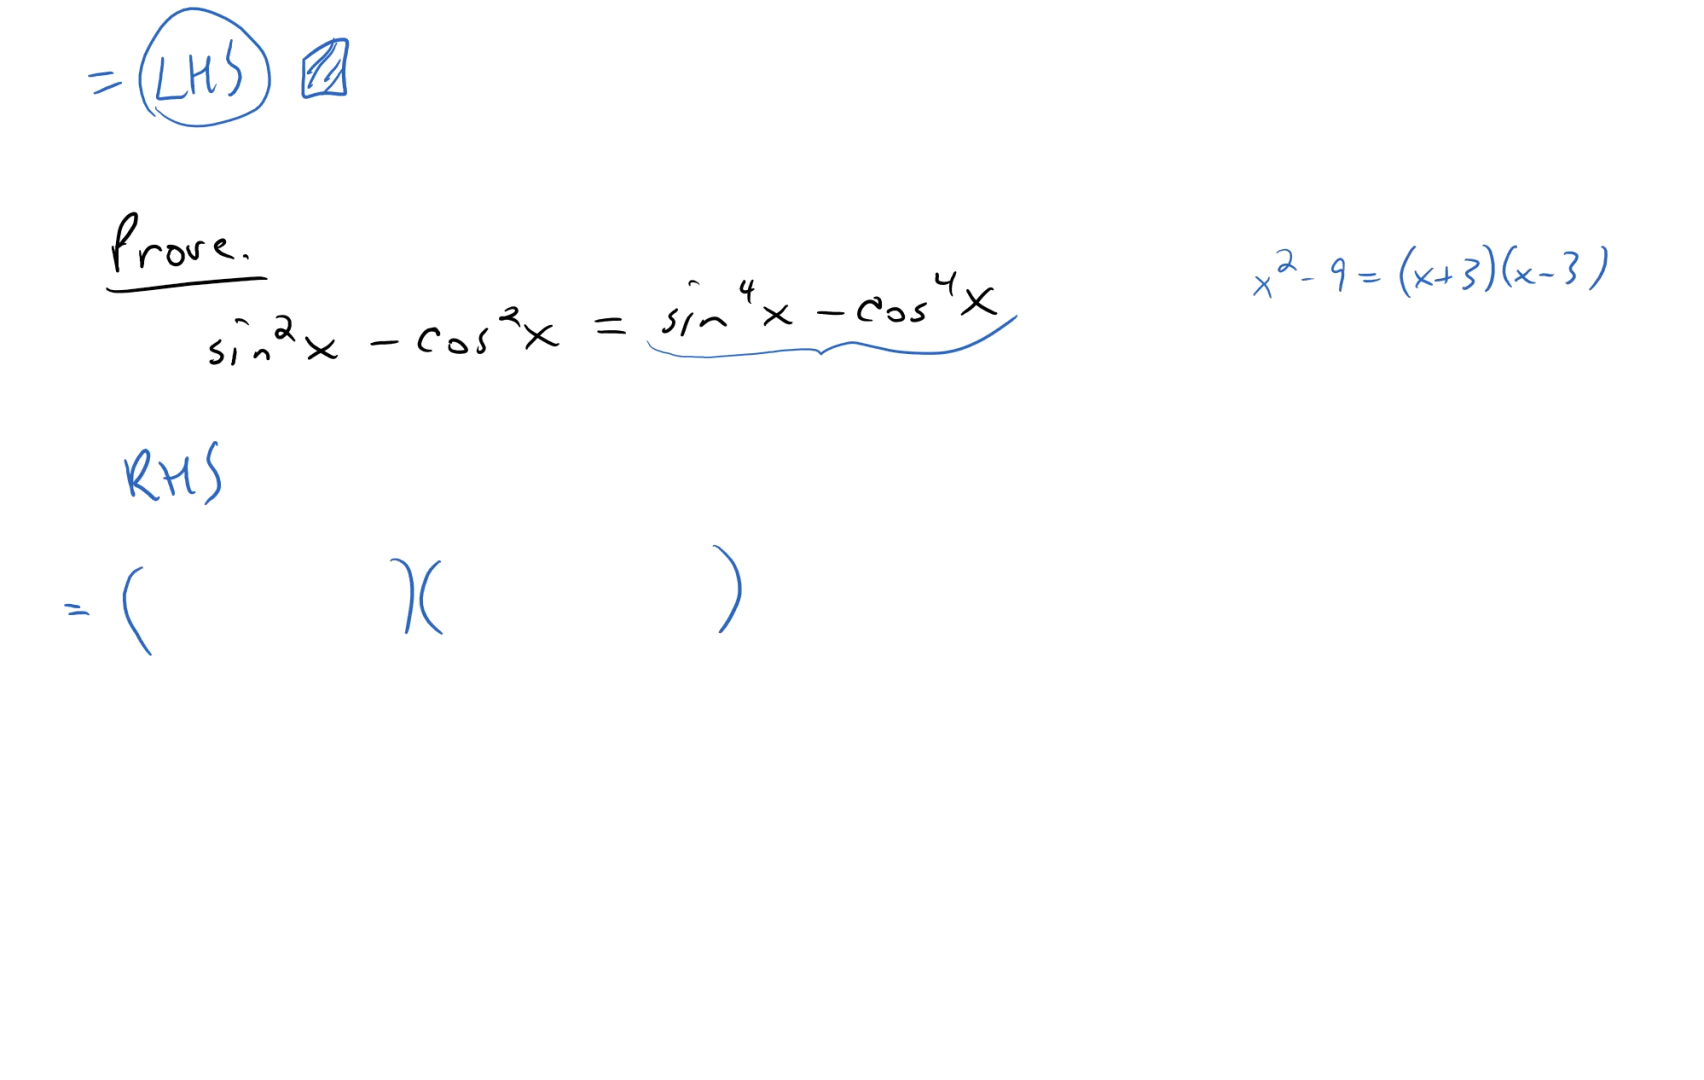 = LHS
Prove.
sin²x - cos²x = sin⁴x - cos⁴x
x² - 9 = (x+3)(x-3)
RHS
= ( )( )